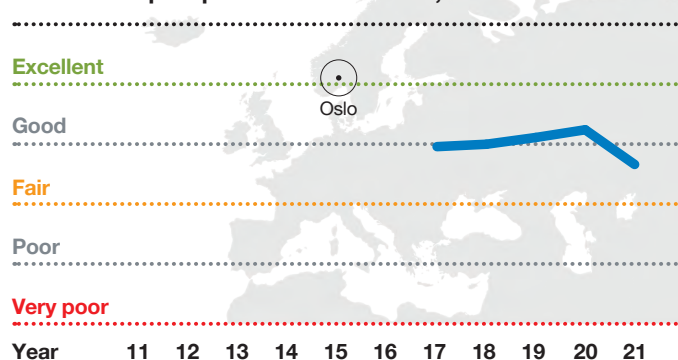 Excellent
Oslo
Good
Fair
Poor
Very poor
Year 11 12 13 14 15 16 17 18 19 20 21